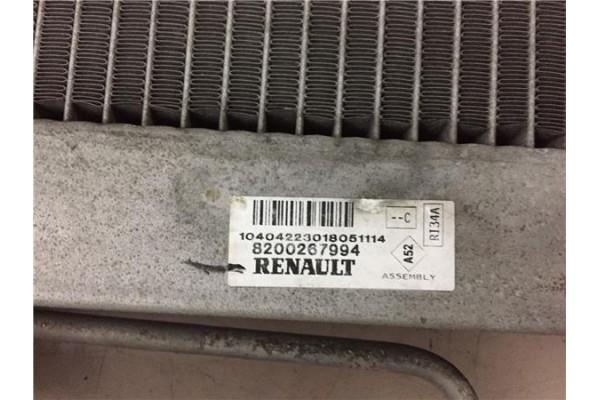 10404223018051114
8200267994
RENAULT
--C
R134A
A52
ASSEMBLY